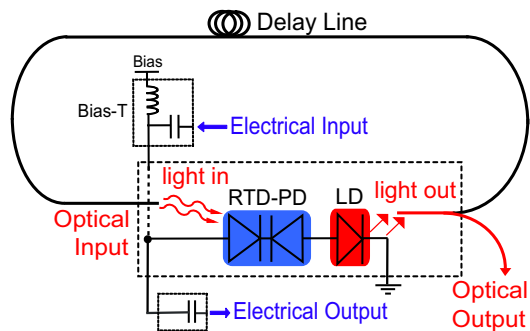 Delay Line
Bias
Bias-T
Electrical Input
light in
RTD-PD
LD
light out
Optical
Input
Electrical Output
Optical
Output